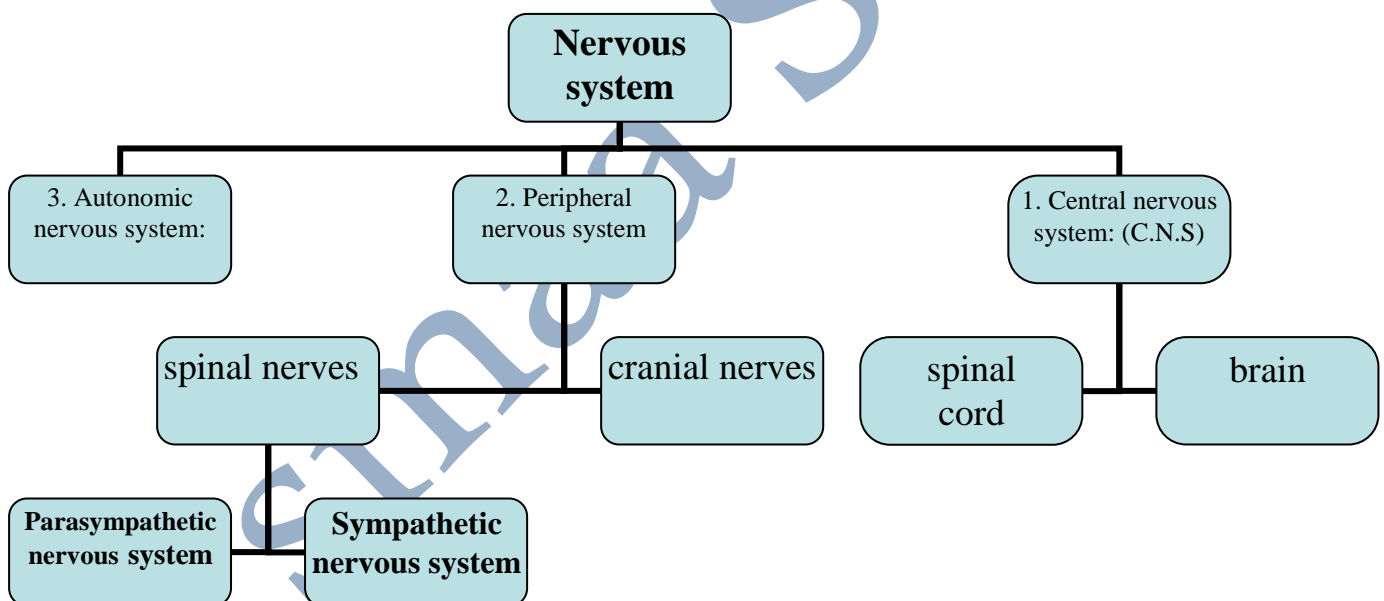 Nervous
system
3. Autonomic
nervous system:
2. Peripheral
nervous system
1. Central nervous
system: (C.N.S)
spinal nerves
cranial nerves
spinal
cord
brain
Parasympathetic
nervous system
Sympathetic
nervous system